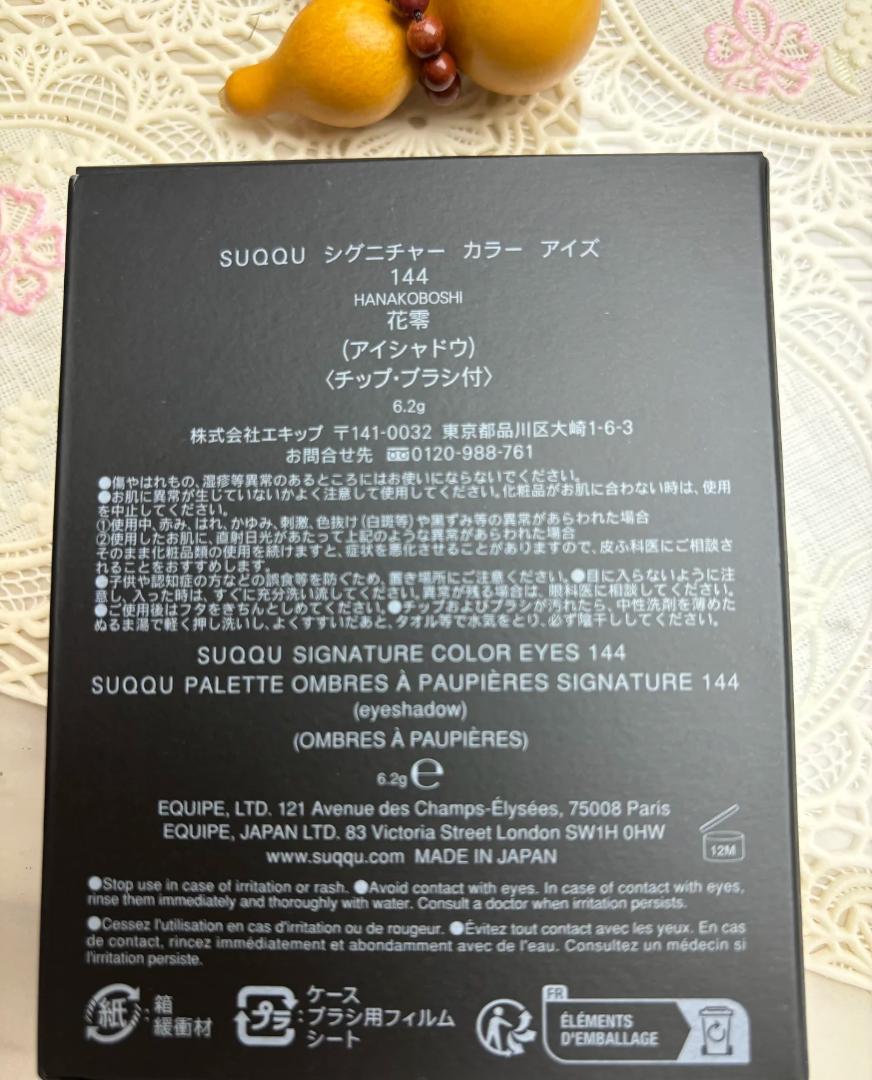 SUQQU シグニチャー カラー アイズ
144
HANAKOBOSHI
花零
(アイシャドウ)
〈チップ・ブラシ付〉
6.2g
株式会社エキップ 〒141-0032 東京都品川区大崎1-6-3
お問合せ先 0120-988-761
●傷やはれもの、湿疹等異常のあるところにはお使いにならないでください。
●お肌に異常が生じていないかよく注意して使用してください。化粧品がお肌に合わない時は、使用
を中止してください。
①使用中、赤み、はれ、かゆみ、刺激、色抜け(白斑等)や黒ずみ等の異常があらわれた場合
②使用したお肌に、直射日光があたって上記のような異常があらわれた場合
そのまま化粧品類の使用を続けますと、症状を悪化させることがありますので、皮ふ科医にご相談さ
れることをおすすめします。
●子供や認知症の方などの誤食等を防ぐため、置き場所にご注意ください。●目に入らないように注
意し、入った時は、すぐに充分洗い流してください。異常が残る場合は、眼科医に相談してください。
●ご使用後はフタをきちんとしめてください。●チップおよびブラシが汚れたら、中性洗剤を薄めた
ぬるま湯で軽く押し洗いし、よくすすいだあと、タオル等で水気をとり、必ず陰干ししてください。
SUQQU SIGNATURE COLOR EYES 144
SUQQU PALETTE OMBRES À PAUPIÈRES SIGNATURE 144
(eyeshadow)
(OMBRES À PAUPIÈRES)
6.2g ℮
EQUIPE, LTD. 121 Avenue des Champs-Élysées, 75008 Paris
EQUIPE, JAPAN LTD. 83 Victoria Street London SW1H 0HW
www.suqqu.com MADE IN JAPAN
12M
●Stop use in case of irritation or rash. ●Avoid contact with eyes. In case of contact with eyes,
rinse them immediately and thoroughly with water. Consult a doctor when irritation persists.
●Cessez l'utilisation en cas d'irritation ou de rougeur. ●Évitez tout contact avec les yeux. En cas
de contact, rincez immédiatement et abondamment avec de l'eau. Consultez un médecin si
l'irritation persiste.
紙:箱
緩衝材
プラ:ケース
ブラシ用フィルム
シート
FR
ÉLÉMENTS
D'EMBALLAGE